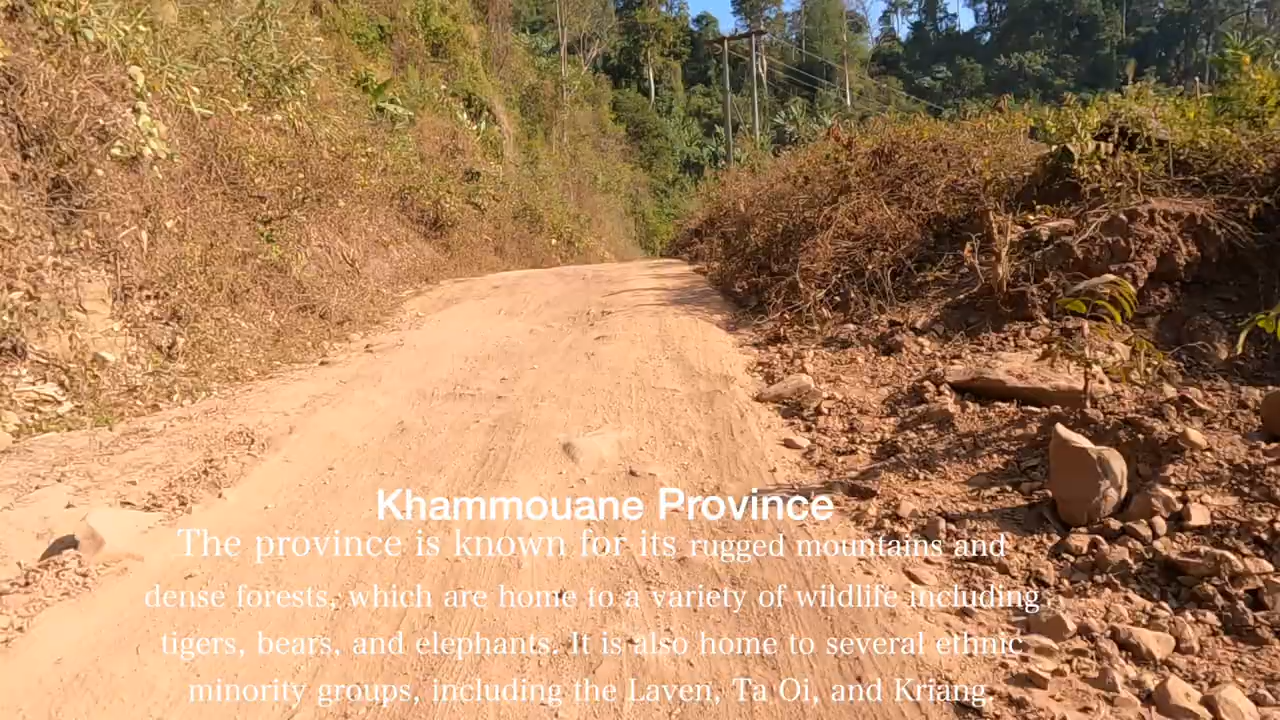 Khammouane Province
The province is known for its rugged mountains and
dense forests, which are home to a variety of wildlife including
tigers, bears, and elephants. It is also home to several ethnic
minority groups, including the Laven, Ta Oi, and Kriang